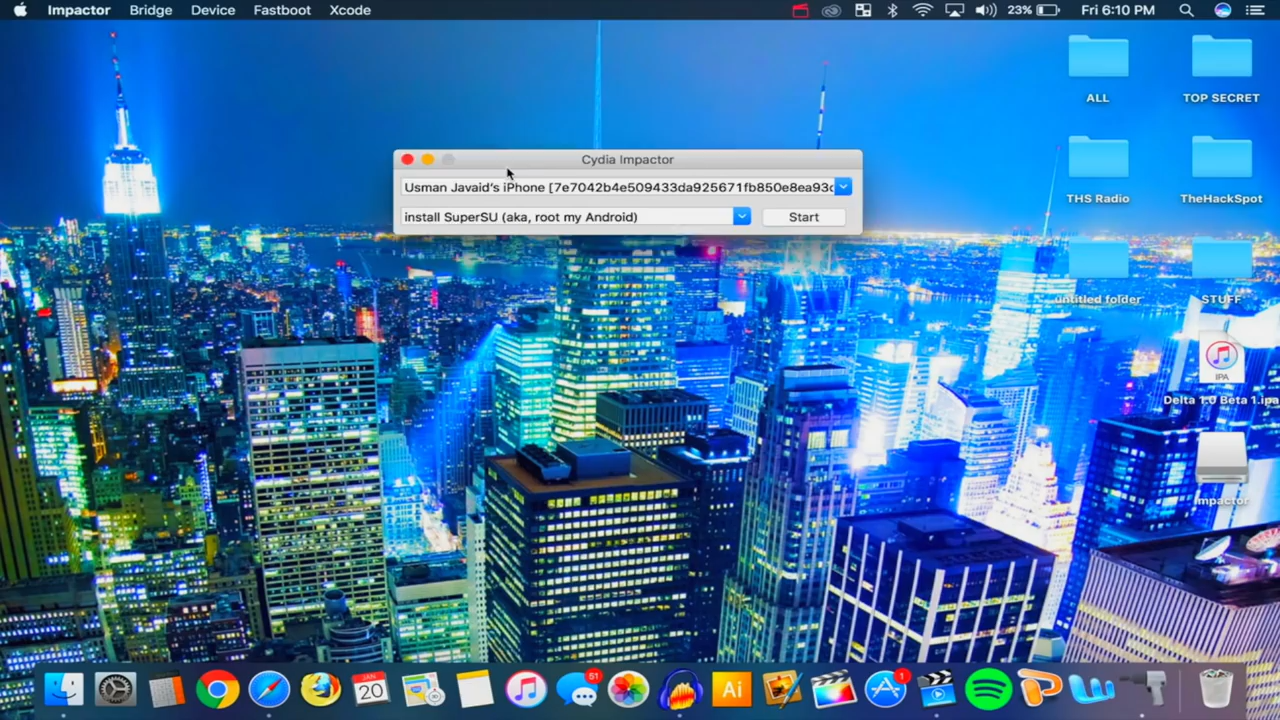 Impactor Bridge Device Fastboot Xcode 23% Fri 6:10 PM
ALL TOP SECRET
Cydia Impactor
Usman Javaid's iPhone [7e7042b4e509433da925671fb850e8ea93c
install SuperSU (aka, root my Android) Start
THS Radio TheHackSpot
untitled folder STUFF
IPA
Delta 1.0 Beta 1.ipa
Impactor
51 1
JAN
20
Ai